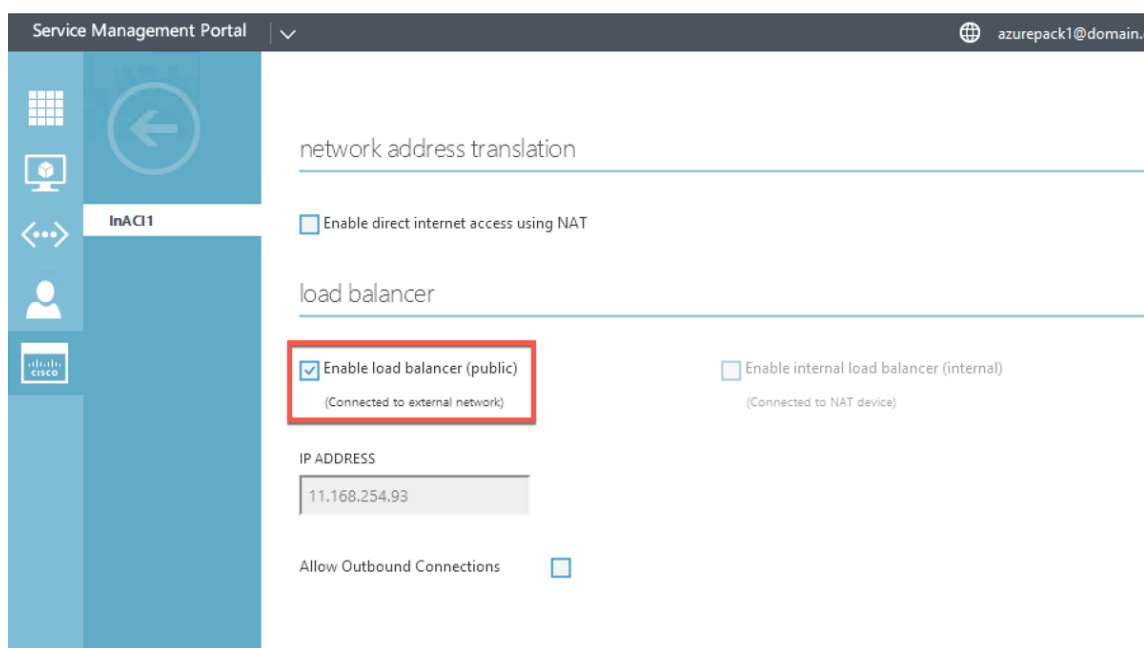 Service Management Portal
azurepack1@domain.
network address translation
InACI1
Enable direct internet access using NAT
load balancer
Enable load balancer (public)
Enable internal load balancer (internal)
(Connected to external network)
(Connected to NAT device)
cisco
IP ADDRESS
11.168.254.93
Allow Outbound Connections